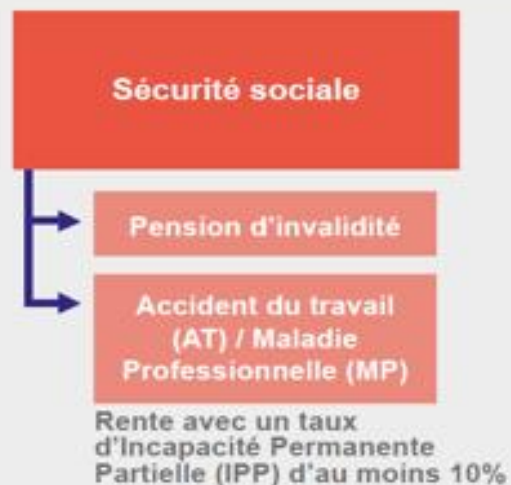 Sécurité sociale
Pension d'invalidité
Accident du travail
(AT) / Maladie
Professionnelle (MP)
Rente avec un taux
d'Incapacité Permanente
Partielle (IPP) d'au moins 10%